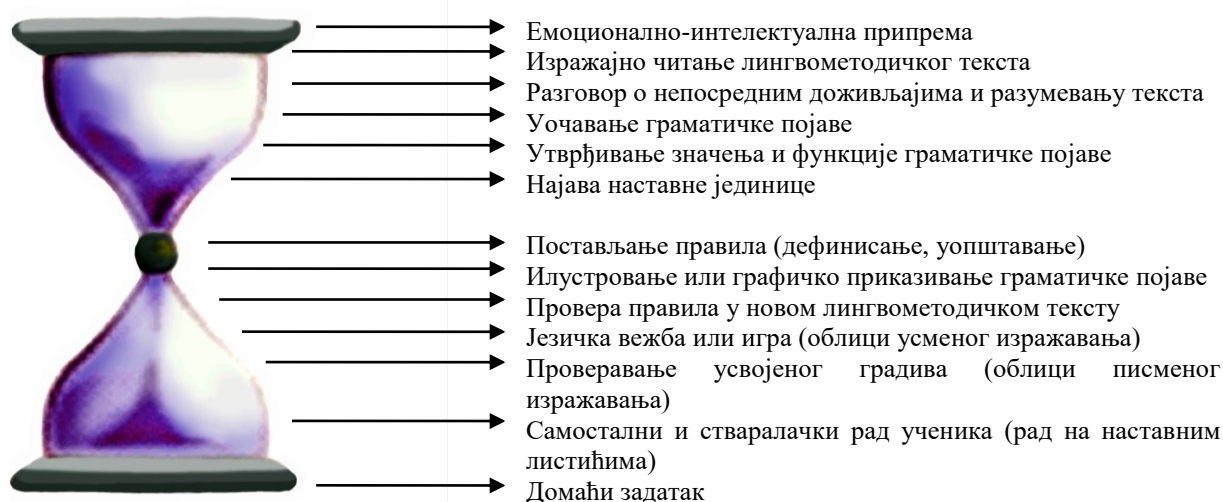 Емоционално-интелектуална припрема
Изражајно читање лингвометодичког текста
Разговор о непосредним доживљајима и разумевању текста
Уочавање граматичке појаве
Утврђивање значења и функције граматичке појаве
Најава наставне јединице
Постављање правила (дефинисање, уопштавање)
Илустровање или графичко приказивање граматичке појаве
Провера правила у новом лингвометодичком тексту
Језичка вежба или игра (облици усменог изражавања)
Проверавање усвојеног градива (облици писменог
изражавања)
Самостални и стваралачки рад ученика (рад на наставним
листићима)
Домаћи задатак